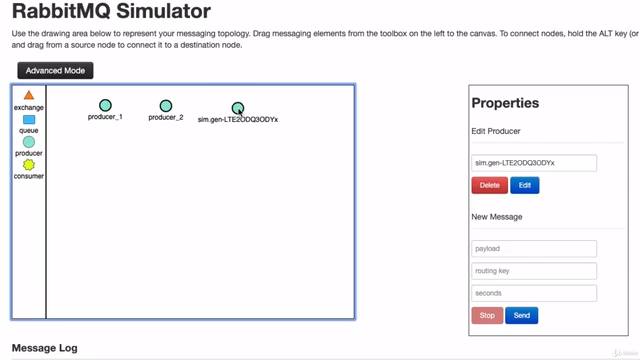 RabbitMQ Simulator
Use the drawing area below to represent your messaging topology. Drag messaging elements from the toolbox on the left to the canvas. To connect nodes, hold the ALT key (or
and drag from a source node to connect it to a destination node.
Advanced Mode
exchange
queue
producer
consumer
producer_1
producer_2
sim.gen-LTE2ODQ3ODYx
Properties
Edit Producer
sim.gen-LTE2ODQ3ODYx
Delete
Edit
New Message
payload
routing key
seconds
Stop
Send
Message Log